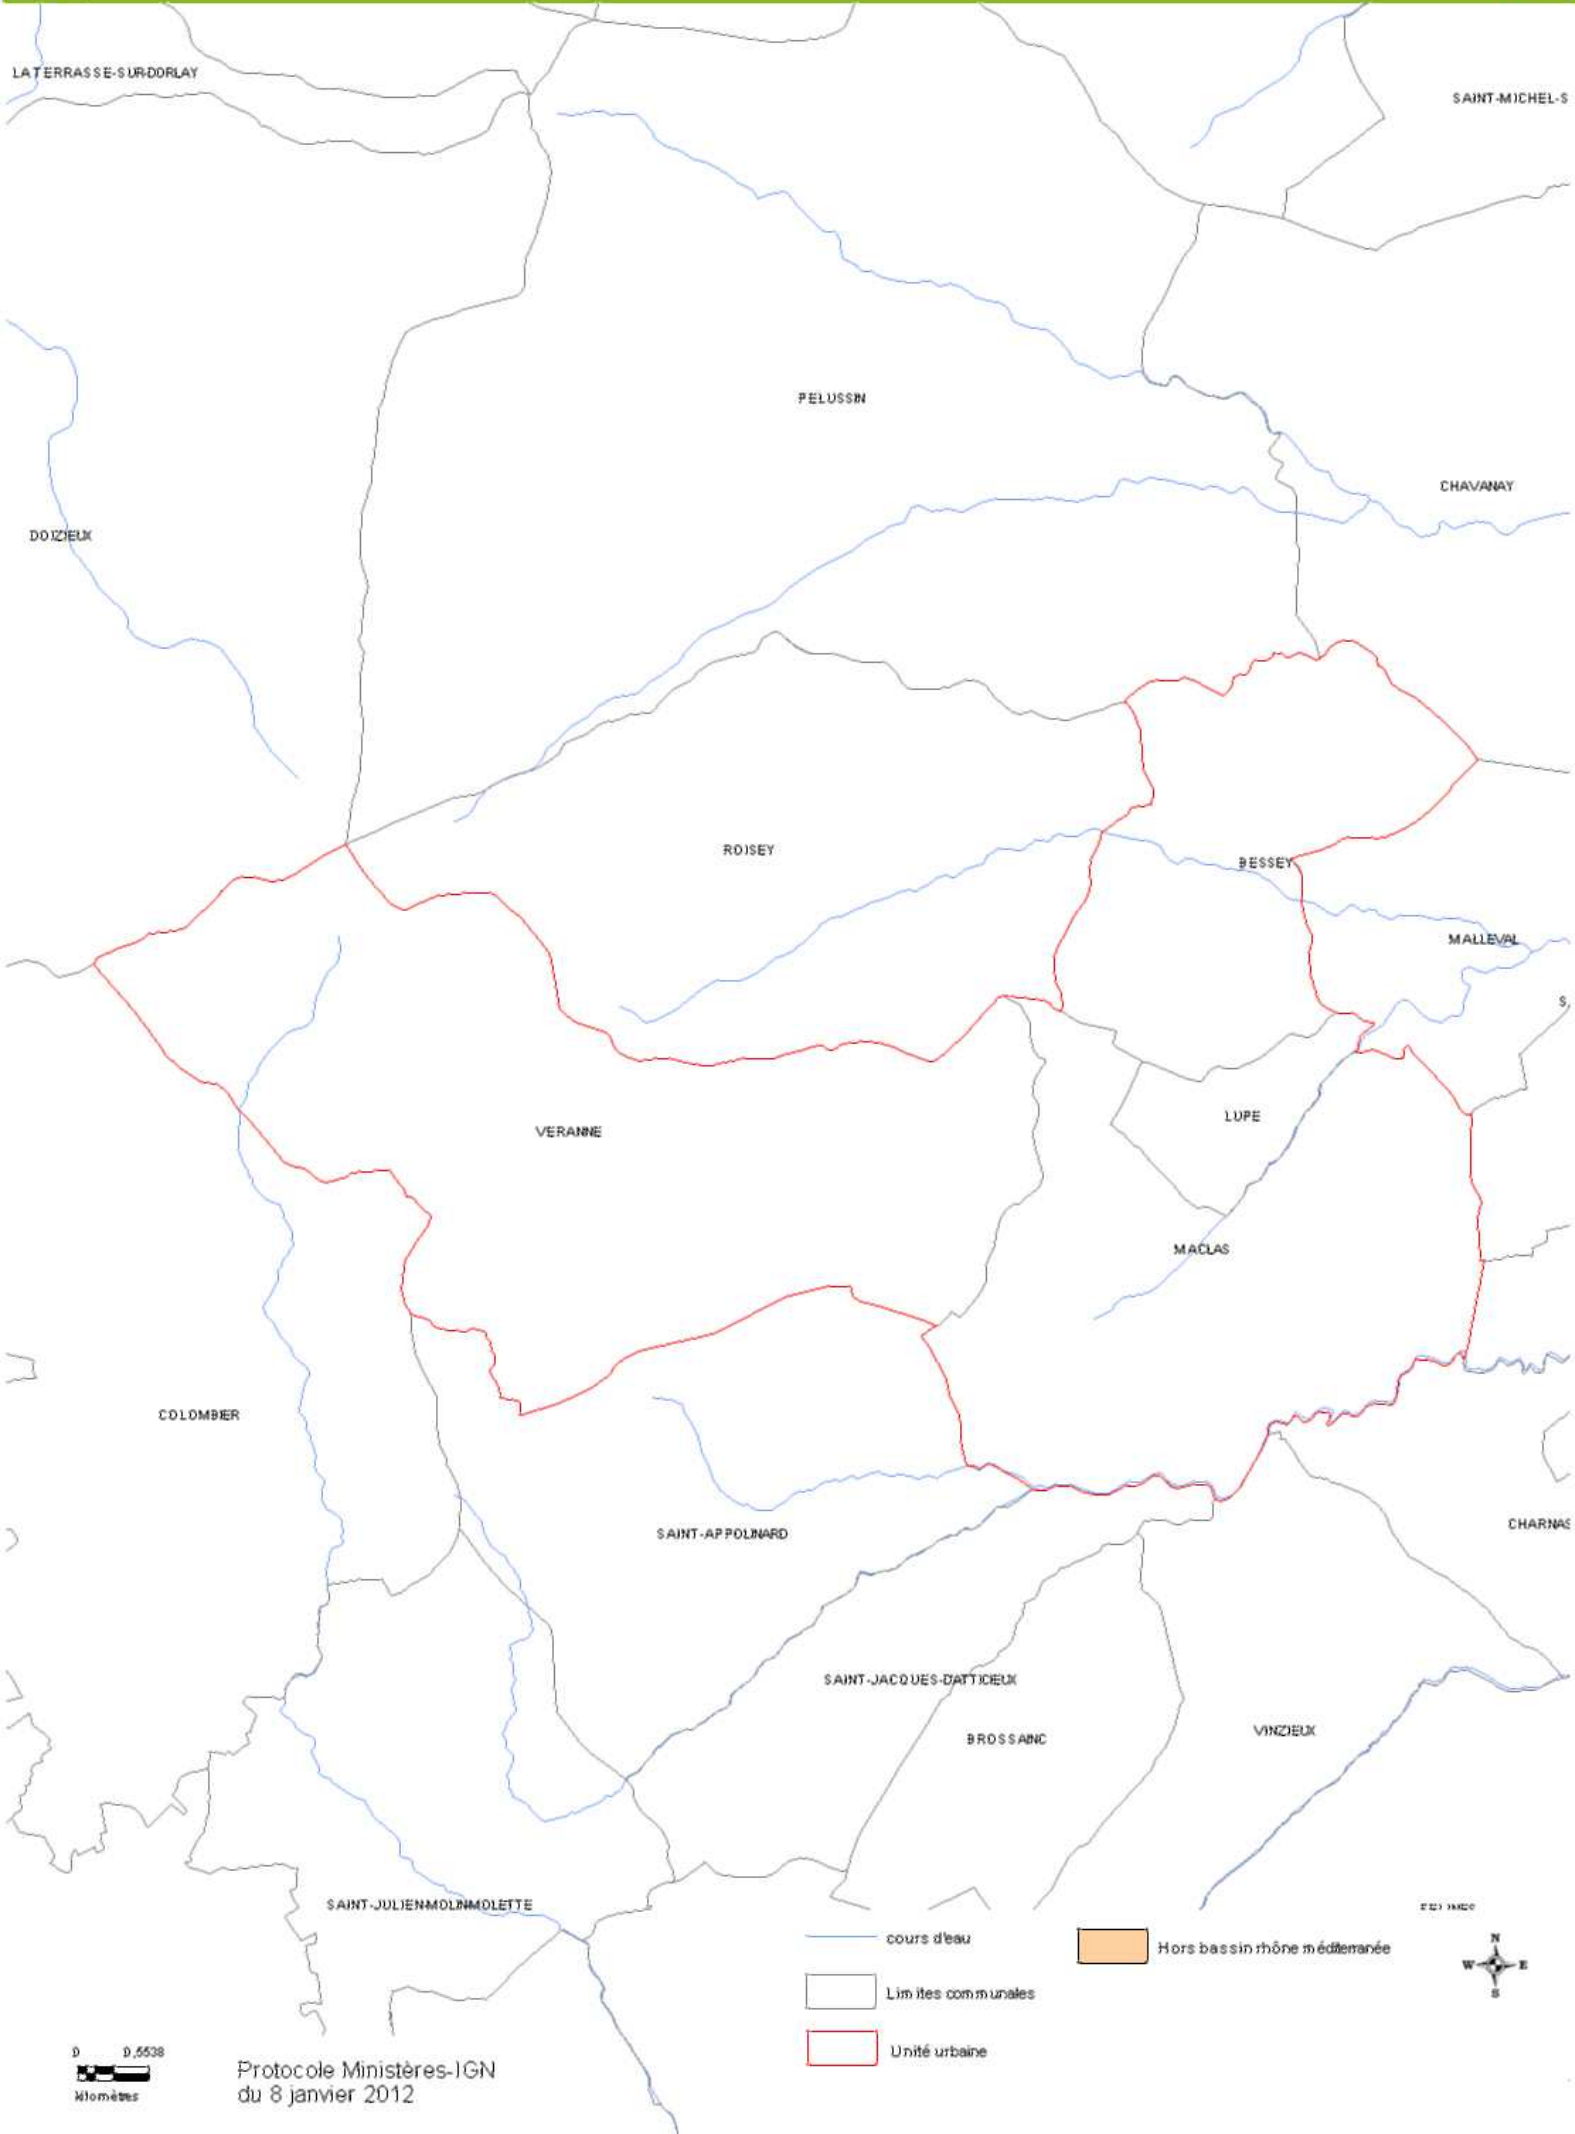 LA TERRASSE-SUR-DORLAY
SAINT-MICHEL-S
PELUSSIN
CHAVANAY
DOIZIEUX
ROISEY
BESSEY
MALLEVAL
S,
LUPE
VERANNE
MACLAS
COLOMBIER
CHARNAS
SAINT-APPOLINARD
SAINT-JACQUES-D'ATTICIEUX
VINZIEUX
BROSSAINC
SAINT-JULIEN-MOLIN-MOLETTE
cours d'eau
Hors bassin rhône méditerranée
Limites communales
Unité urbaine
N
W E
S
0 0,5538
kilomètres
Protocole Ministères-IGN
du 8 janvier 2012